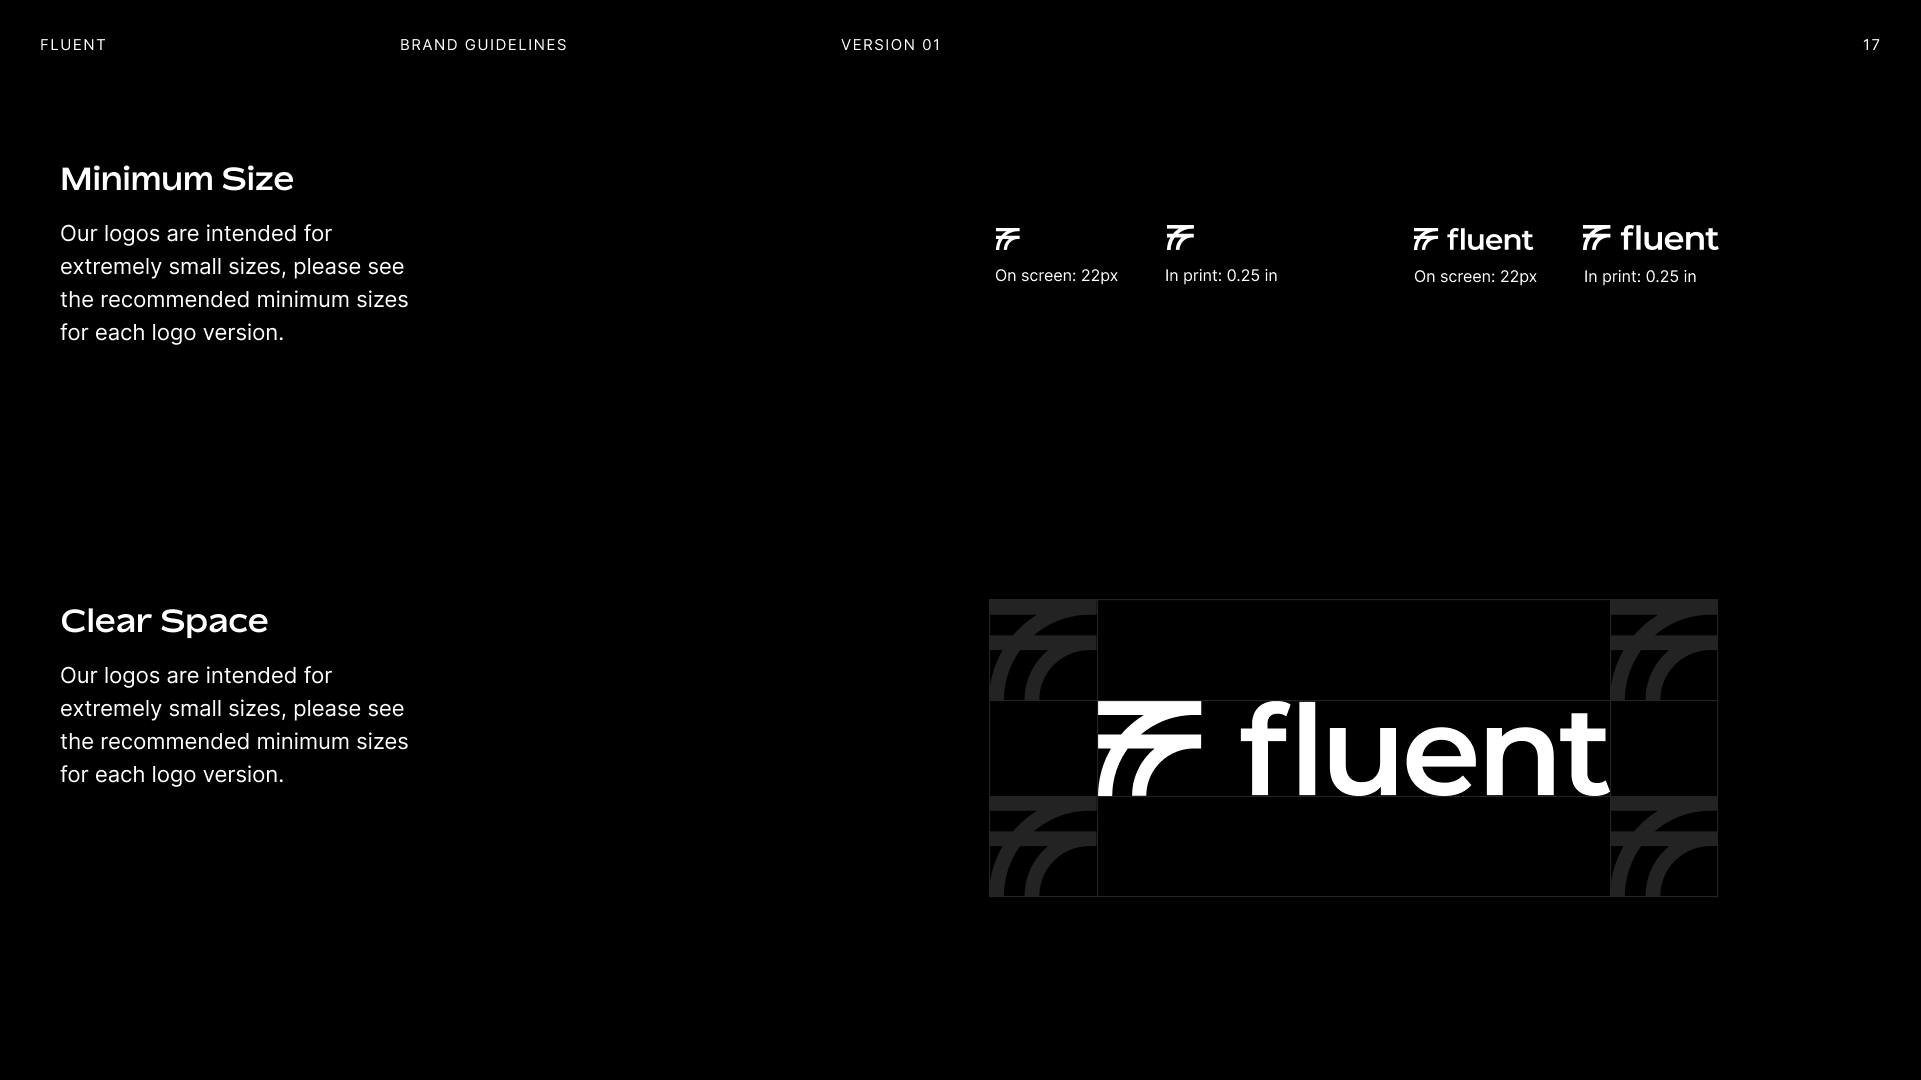 FLUENT
BRAND GUIDELINES
VERSION 01
17
Minimum Size
Our logos are intended for
extremely small sizes, please see
the recommended minimum sizes
for each logo version.
fluent
fluent
On screen: 22px
In print: 0.25 in
On screen: 22px
In print: 0.25 in
Clear Space
Our logos are intended for
extremely small sizes, please see
the recommended minimum sizes
for each logo version.
fluent